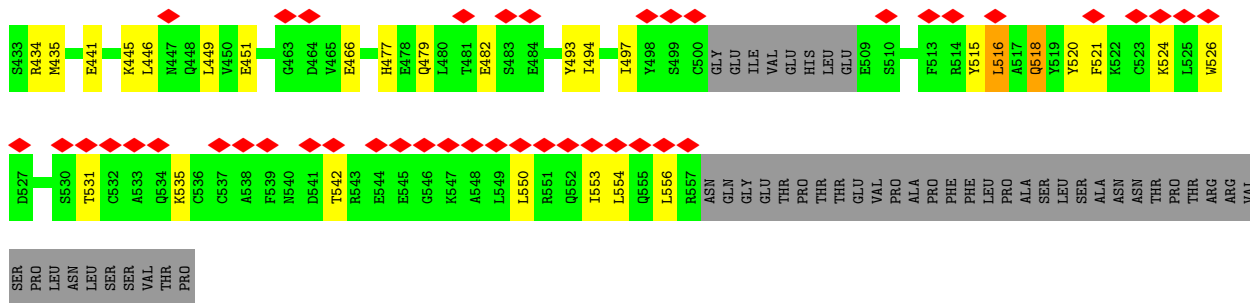 S433 R434 M435 E441 K445 L446 N447 Q448 L449 V450 E451 G463 D464 V465 E466 H477 E478 Q479 L480 T481 E482 S483 E484 Y493 I494 I497 Y498 S499 C500 GLY GLU ILE VAL GLU HIS LEU GLU E509 S510 F513 R514 Y515 L516 A517 Q518 Y519 Y520 F521 K522 C523 K524 L525 W526
D527 S530 T531 C532 A533 Q534 K535 C536 C537 A538 F539 N540 D541 T542 R543 E544 E545 G546 K547 A548 L549 L550 R551 Q552 I553 L554 Q555 L556 R557 ASN GLN GLY GLU THR PRO THR THR GLU VAL PRO ALA PRO PHE PHE LEU PRO ALA SER LEU SER ALA ASN ASN THR PRO THR ARG ARG VAL
SER PRO LEU ASN LEU SER SER VAL THR PRO